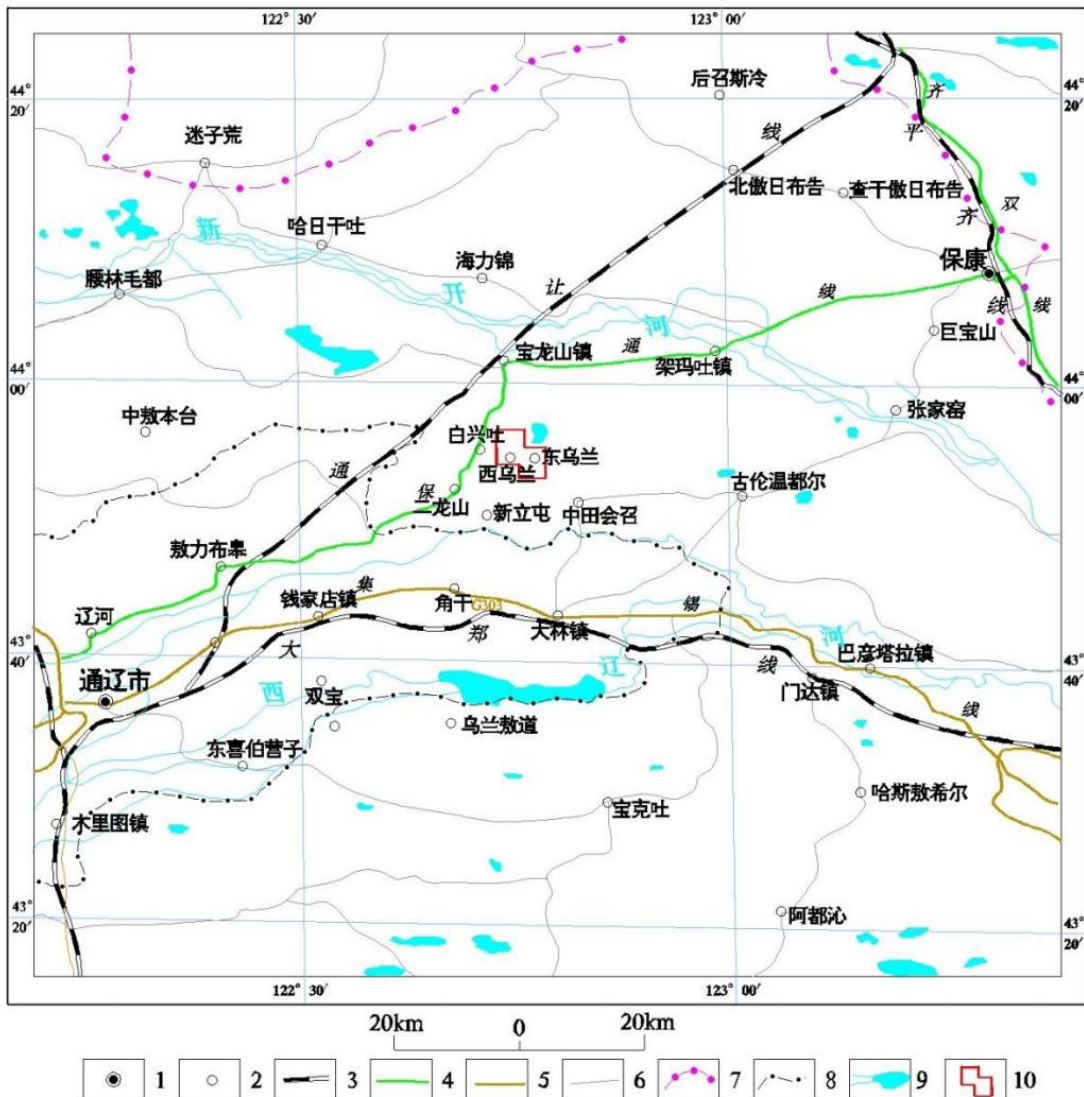 122° 30′
123° 00′
44° 20′
44° 20′
后召斯冷
齐
迷子荒
线
平
北傲日布告
查干傲日布告
双
齐
新
哈日干吐
海力锦
保康
腰林毛都
开
让
线
河
线
线
巨宝山
宝龙山镇
通
架玛吐镇
44° 00′
44° 00′
中敖本台
张家窑
白兴吐
东乌兰
西乌兰
通
保
二龙山
古伦温都尔
新立屯
中田会召
敖力布皋
集
角干
G303
钱家店镇
辽河
大林镇
锡
郑
大
河
43° 40′
43° 40′
巴彦塔拉镇
通辽市
西
辽
线
门达镇
线
双宝
乌兰敖道
东喜伯营子
木里图镇
宝克吐
哈斯敖希尔
43° 20′
43° 20′
阿都沁
122° 30′
123° 00′
20km 0 20km
1 2 3 4 5 6 7 8 9 10